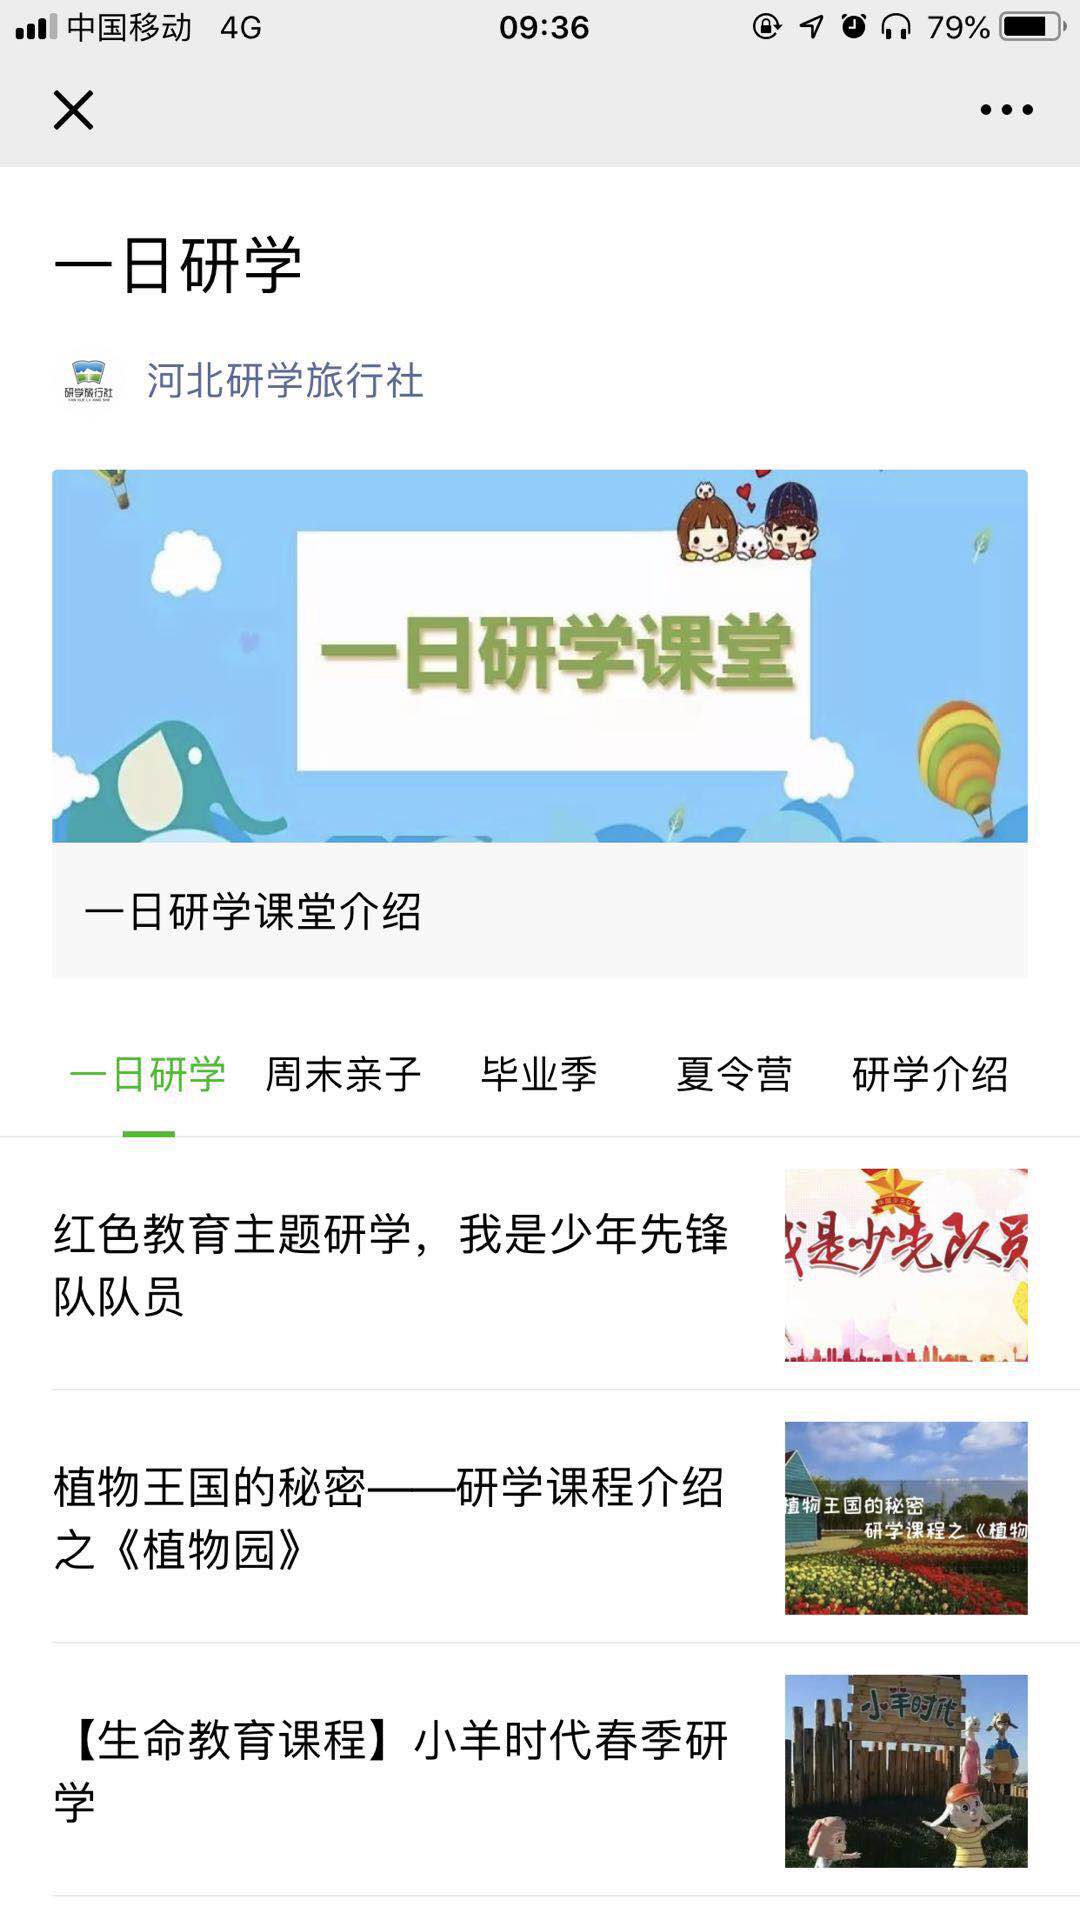 中国移动 4G 09:36 79%
一日研学
研学旅行社
河北研学旅行社
一日研学课堂
一日研学课堂介绍
一日研学 周末亲子 毕业季 夏令营 研学介绍
红色教育主题研学，我是少年先锋
队队员
我是少先队员
植物王国的秘密——研学课程介绍
之《植物园》
植物王国的秘密
研学课程之《植物
【生命教育课程】小羊时代春季研
学
小羊时代